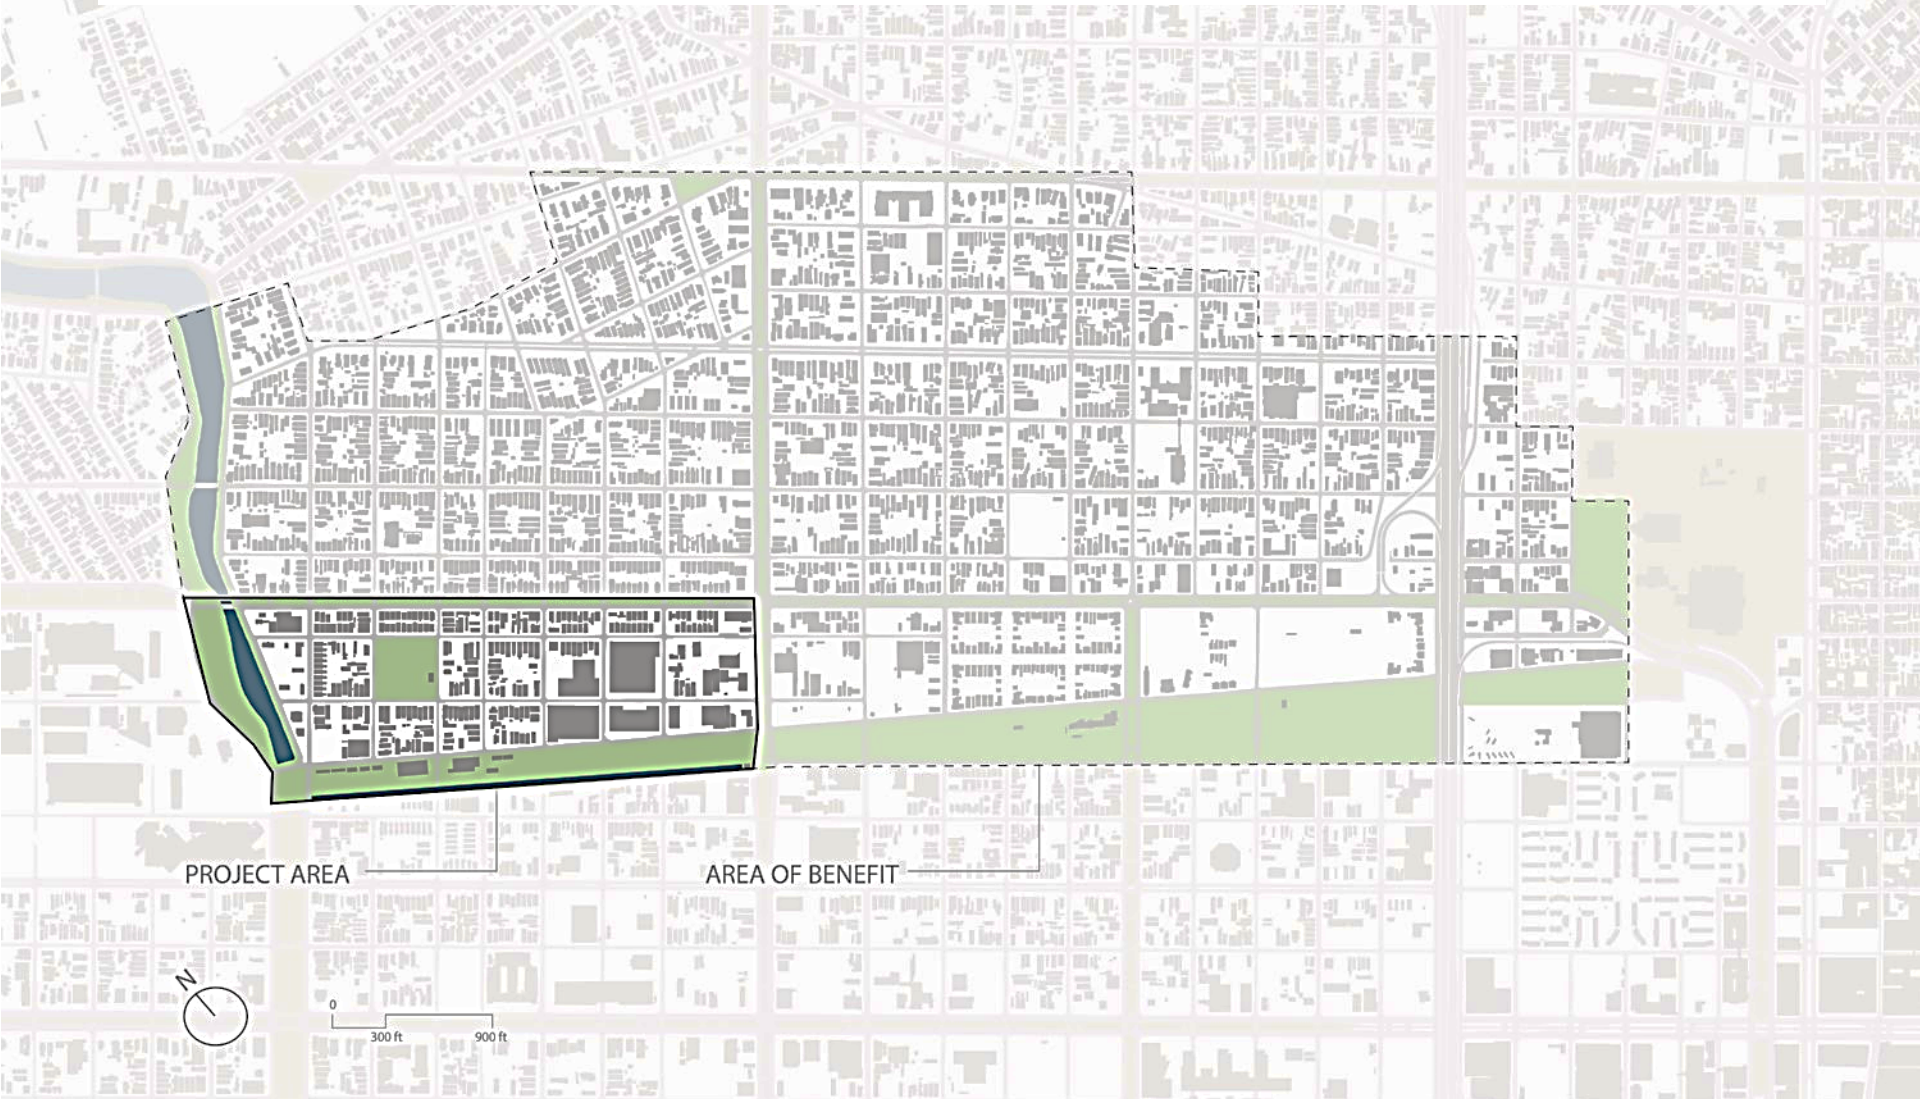 PROJECT AREA
AREA OF BENEFIT
N
0
300 ft
900 ft